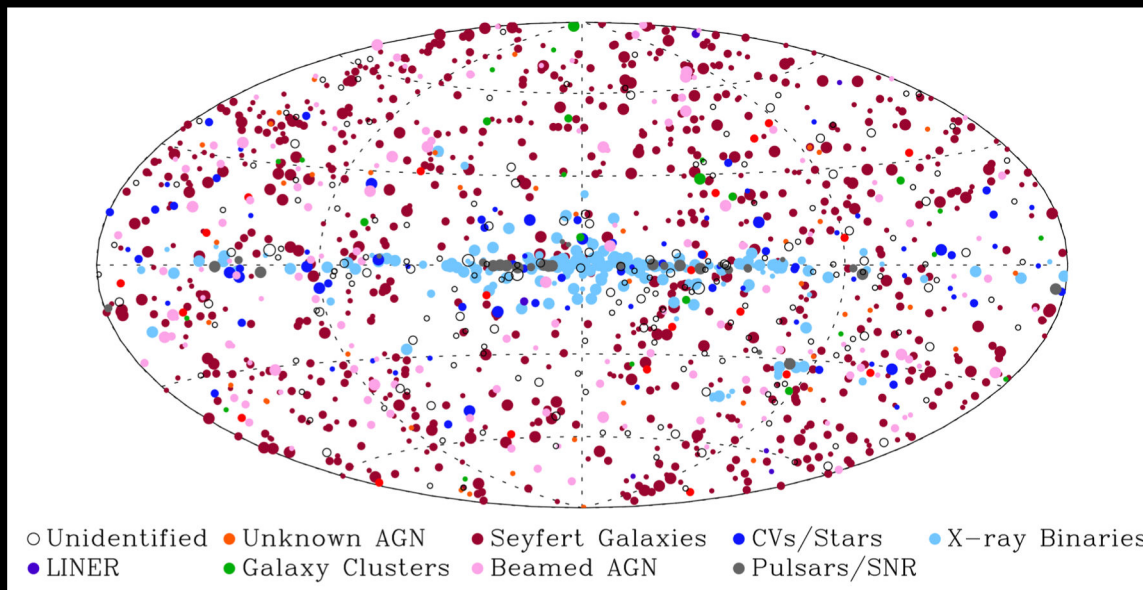 Unidentified Unknown AGN Seyfert Galaxies CVs/Stars X-ray Binaries
LINER Galaxy Clusters Beamed AGN Pulsars/SNR